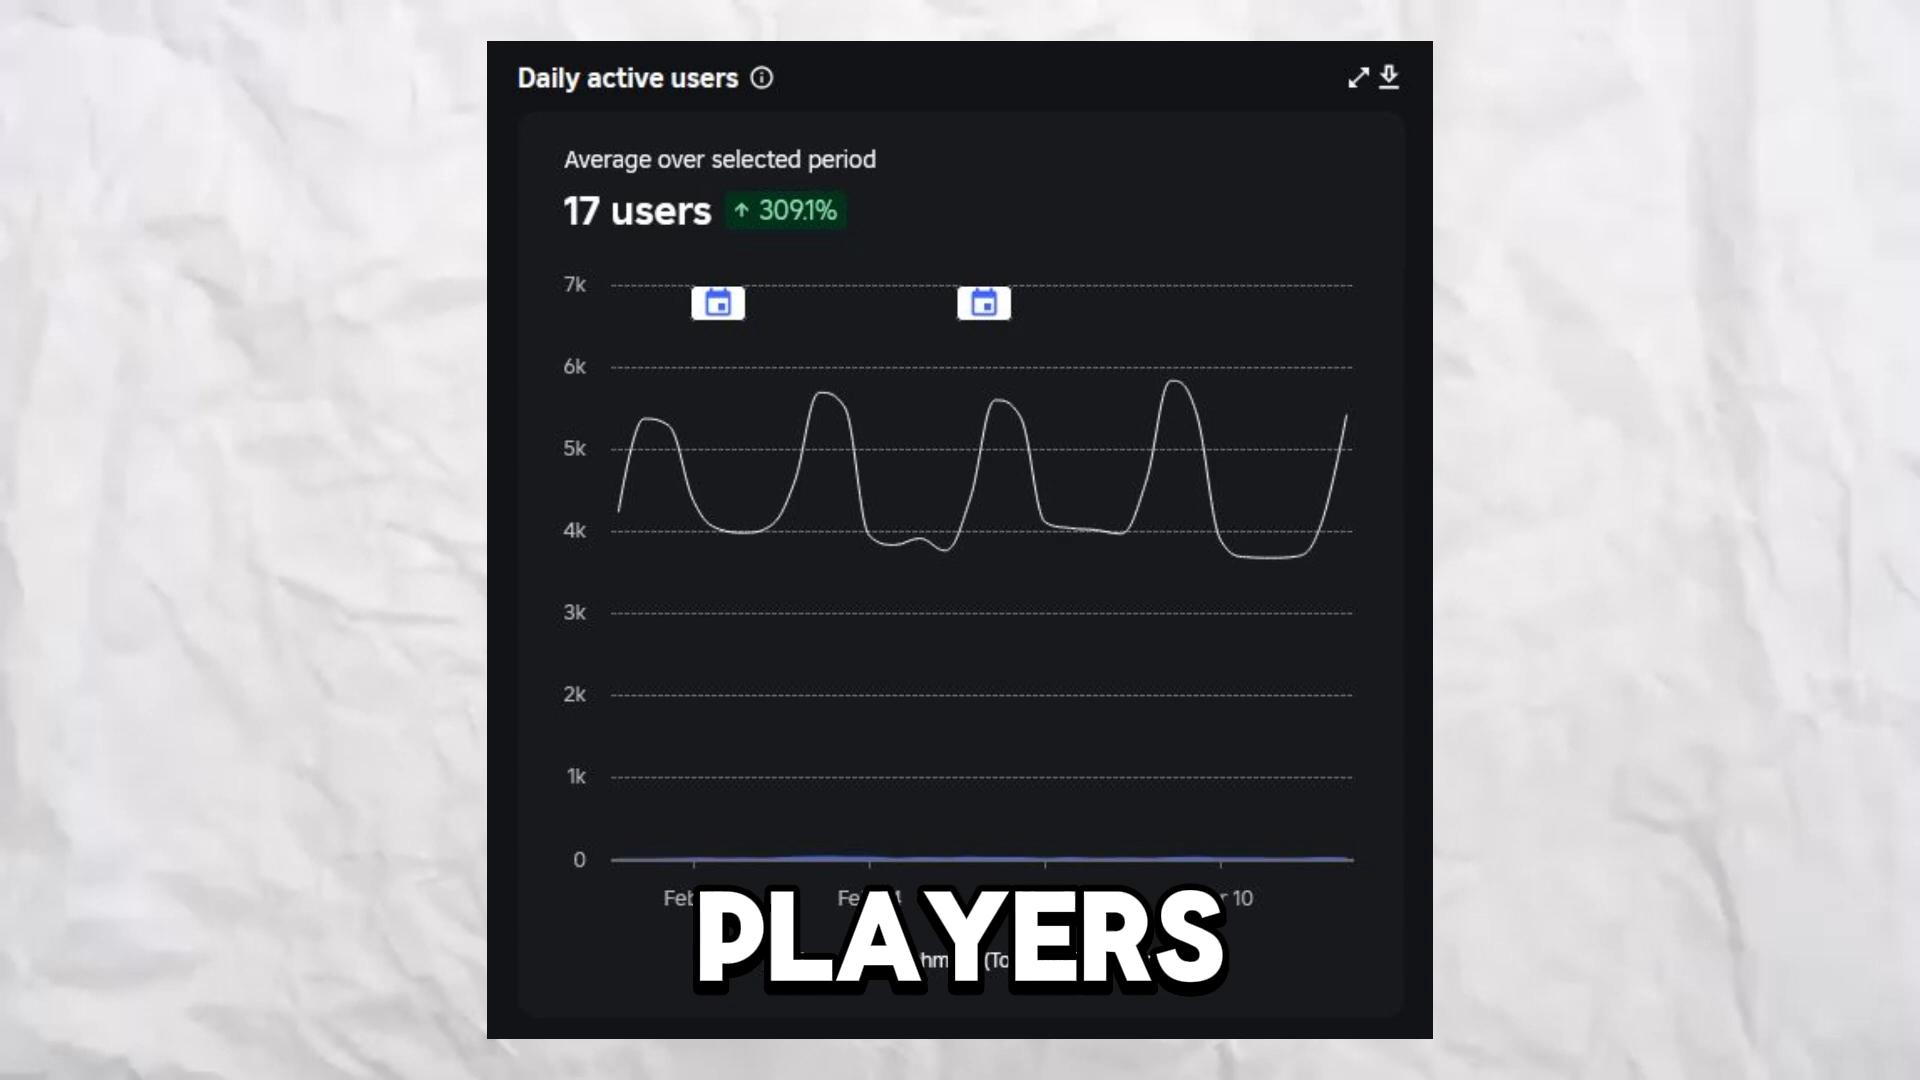 Daily active users
Average over selected period
17 users 309.1%
7k
6k
5k
4k
3k
2k
1k
0
10
PLAYERS